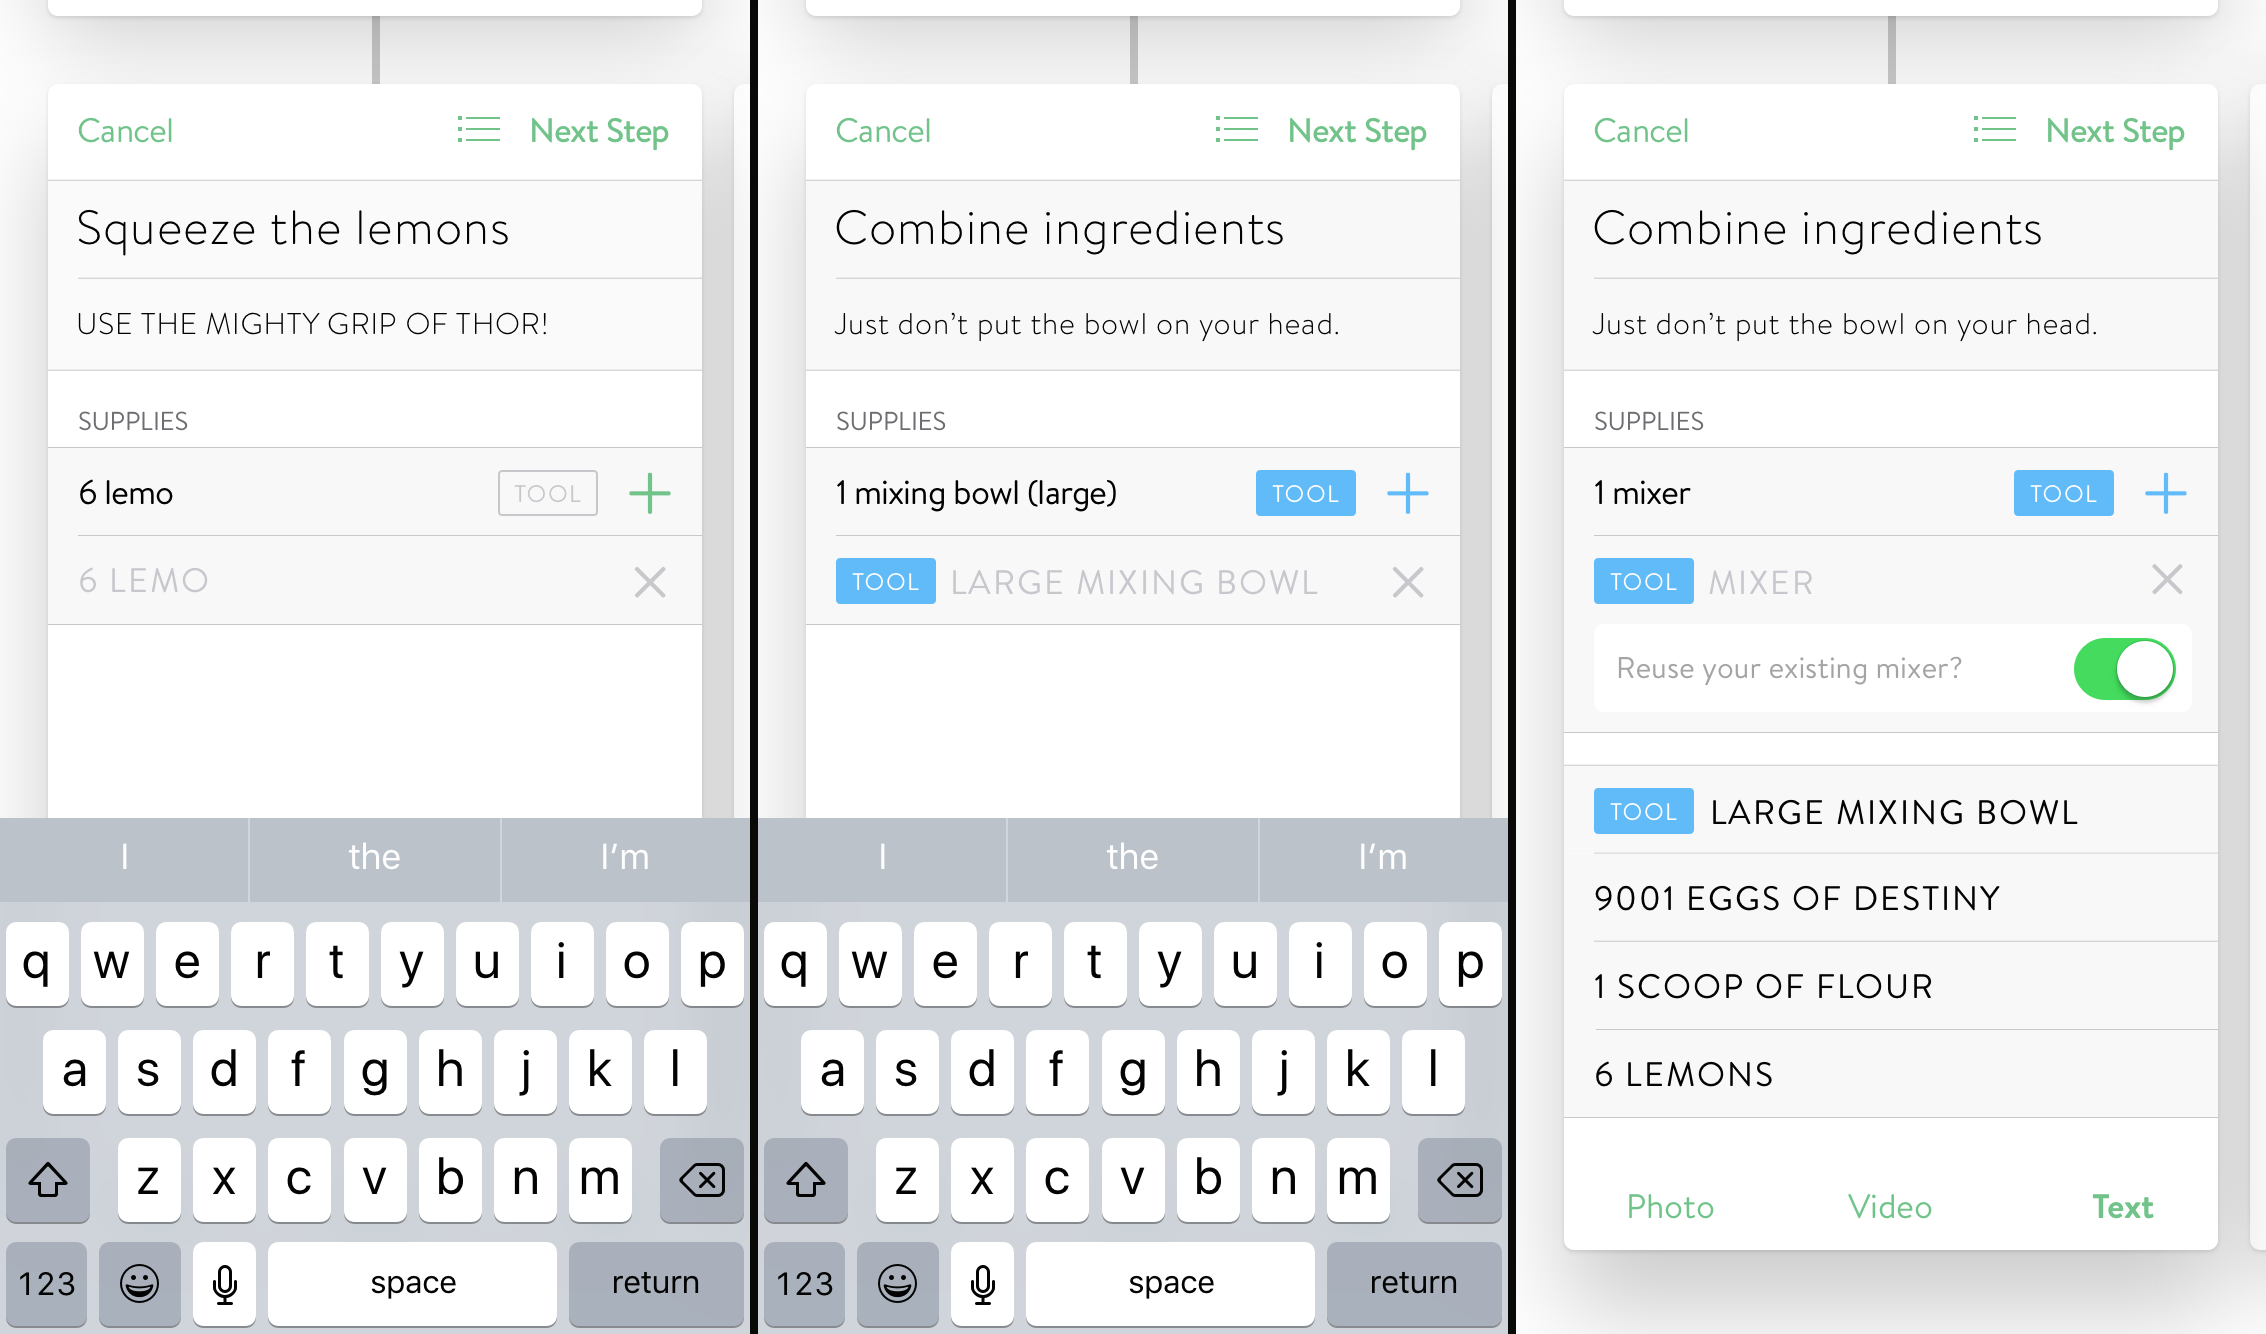 Cancel Next Step
Squeeze the lemons
USE THE MIGHTY GRIP OF THOR!
SUPPLIES
6 lemo TOOL
6 LEMO
I the I’m
q w e r t y u i o p
a s d f g h j k l
z x c v b n m
123 space return
Cancel Next Step
Combine ingredients
Just don’t put the bowl on your head.
SUPPLIES
1 mixing bowl (large) TOOL
TOOL LARGE MIXING BOWL
I the I’m
q w e r t y u i o p
a s d f g h j k l
z x c v b n m
123 space return
Cancel Next Step
Combine ingredients
Just don’t put the bowl on your head.
SUPPLIES
1 mixer TOOL
TOOL MIXER
Reuse your existing mixer?
TOOL LARGE MIXING BOWL
9001 EGGS OF DESTINY
1 SCOOP OF FLOUR
6 LEMONS
Photo Video Text